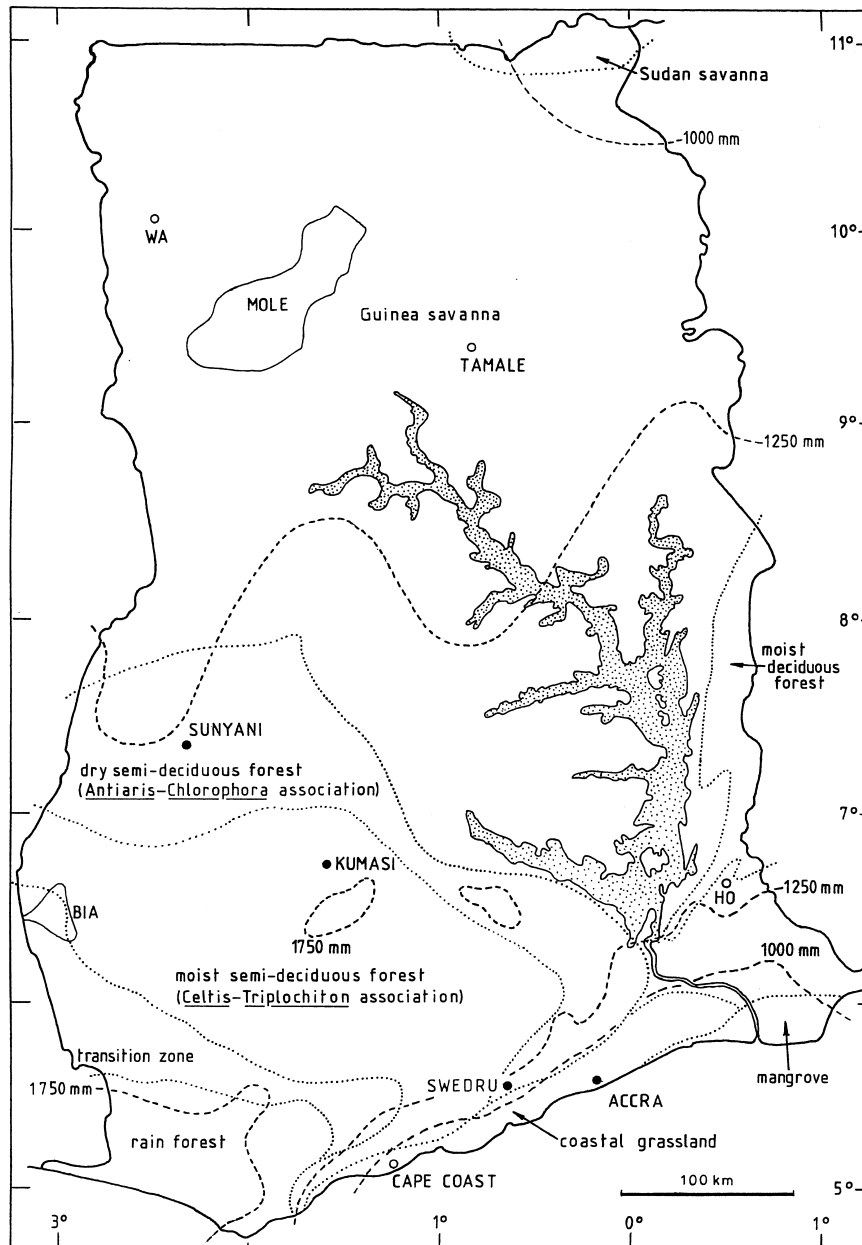 11°
Sudan savanna
1000 mm
WA
10°
MOLE
Guinea savanna
TAMALE
9°
1250 mm
8°
moist
deciduous
forest
SUNYANI
dry semi-deciduous forest
(Antiaris-Chlorophora association)
7°
KUMASI
BIA
HO
1250 mm
1750 mm
1000 mm
moist semi-deciduous forest
(Celtis-Triplochiton association)
6°
transition zone
1750 mm
SWEDRU
mangrove
ACCRA
rain forest
coastal grassland
CAPE COAST
100 km
5°
3°
1°
0°
1°